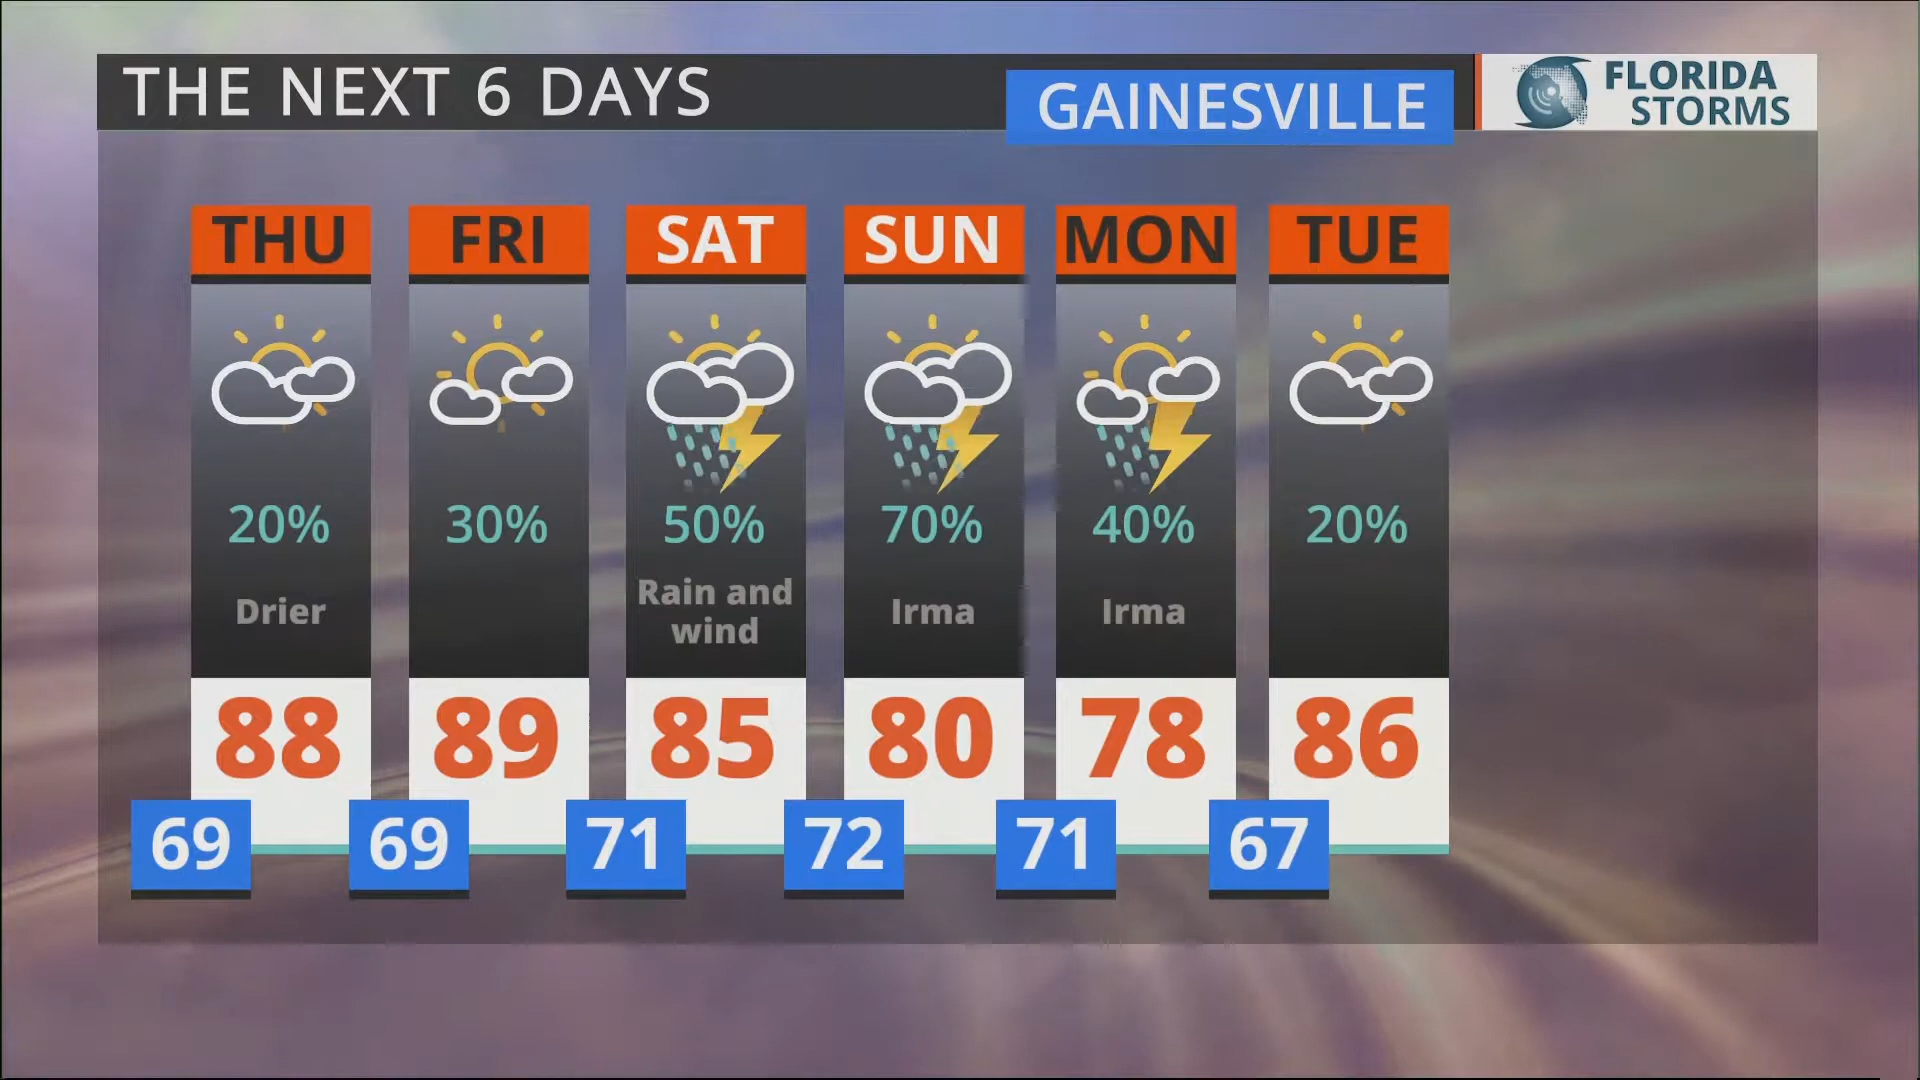 THE NEXT 6 DAYS
GAINESVILLE
FLORIDA
STORMS
THU FRI SAT SUN MON TUE
20% 30% 50% 70% 40% 20%
Drier
Rain and
wind
Irma
Irma
88 89 85 80 78 86
69 69 71 72 71 67